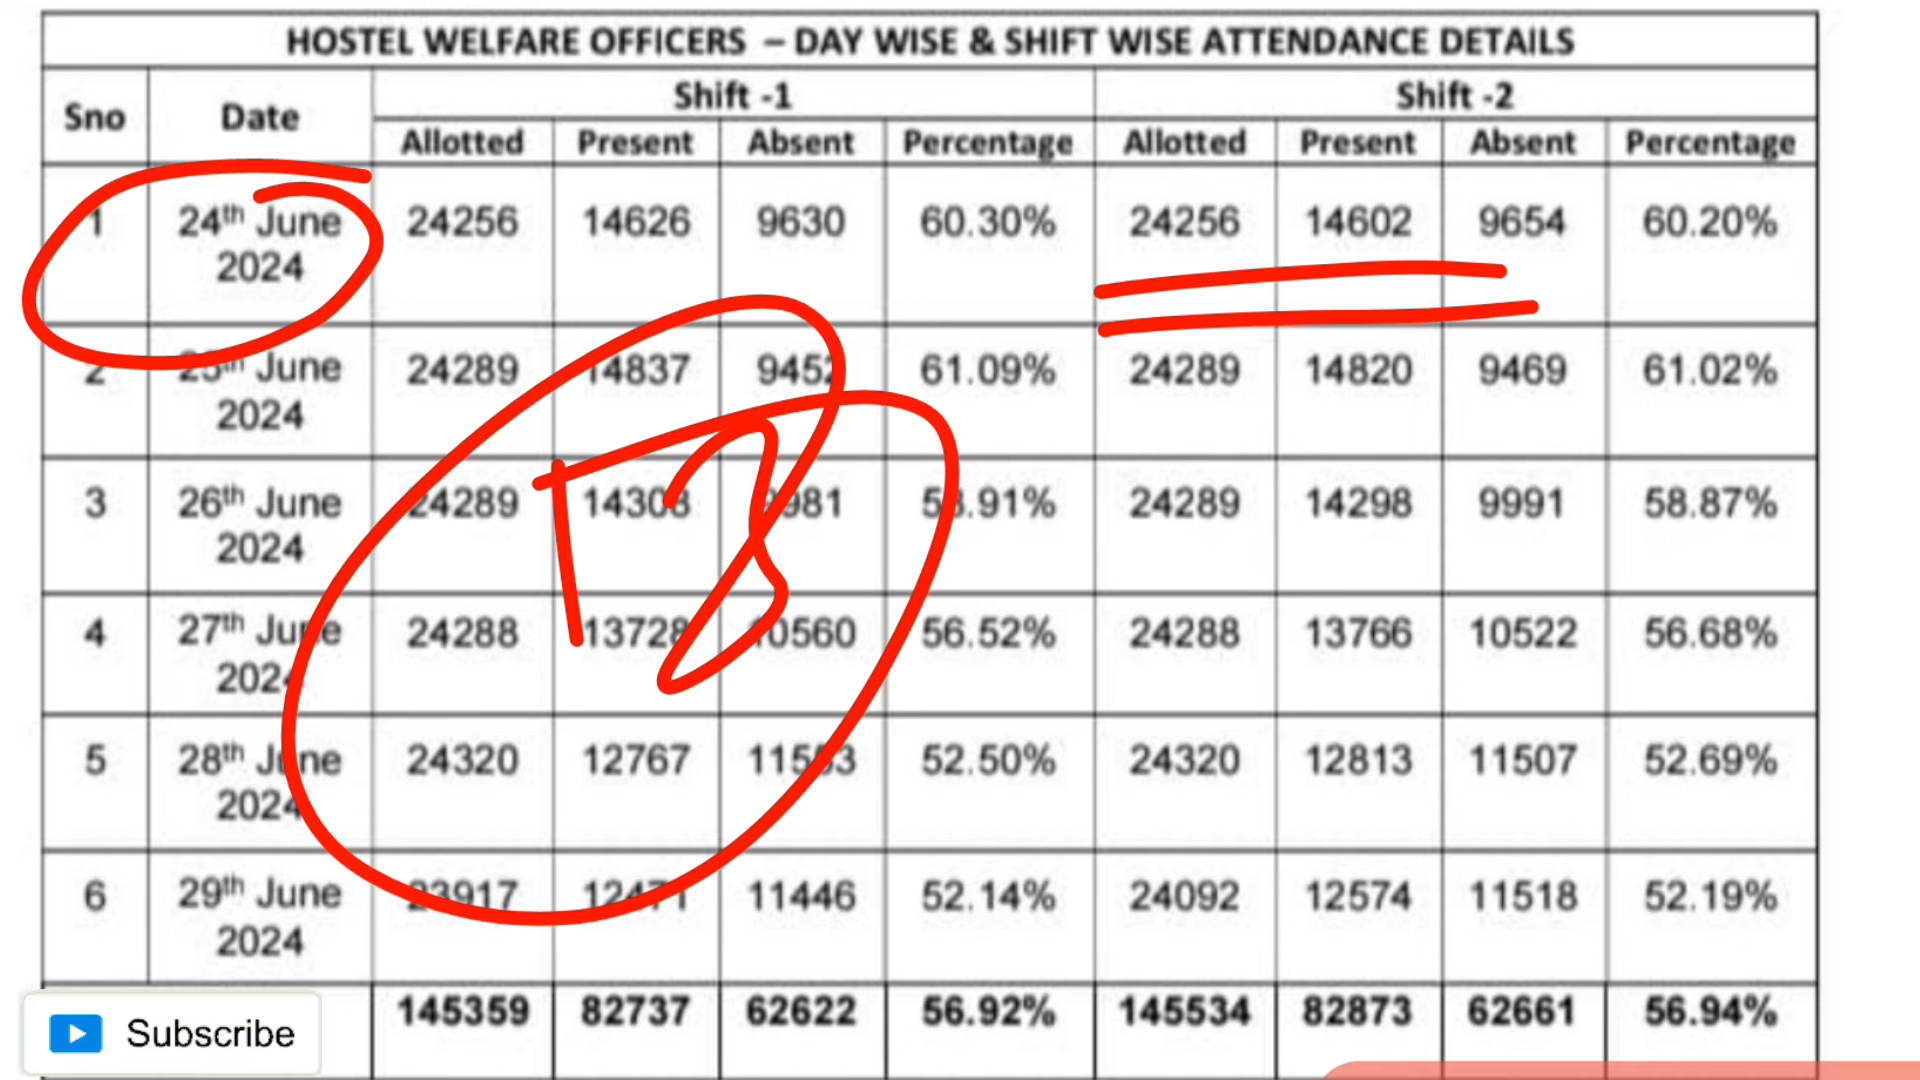 HOSTEL WELFARE OFFICERS – DAY WISE & SHIFT WISE ATTENDANCE DETAILS
Sno Date Shift -1 Shift -2
Allotted Present Absent Percentage Allotted Present Absent Percentage
1 24th June 2024 24256 14626 9630 60.30% 24256 14602 9654 60.20%
2 25th June 2024 24289 14837 9452 61.09% 24289 14820 9469 61.02%
3 26th June 2024 24289 14308 9981 58.91% 24289 14298 9991 58.87%
4 27th June 2024 24288 13728 10560 56.52% 24288 13766 10522 56.68%
5 28th June 2024 24320 12767 11553 52.50% 24320 12813 11507 52.69%
6 29th June 2024 23917 12471 11446 52.14% 24092 12574 11518 52.19%
145359 82737 62622 56.92% 145534 82873 62661 56.94%
Subscribe